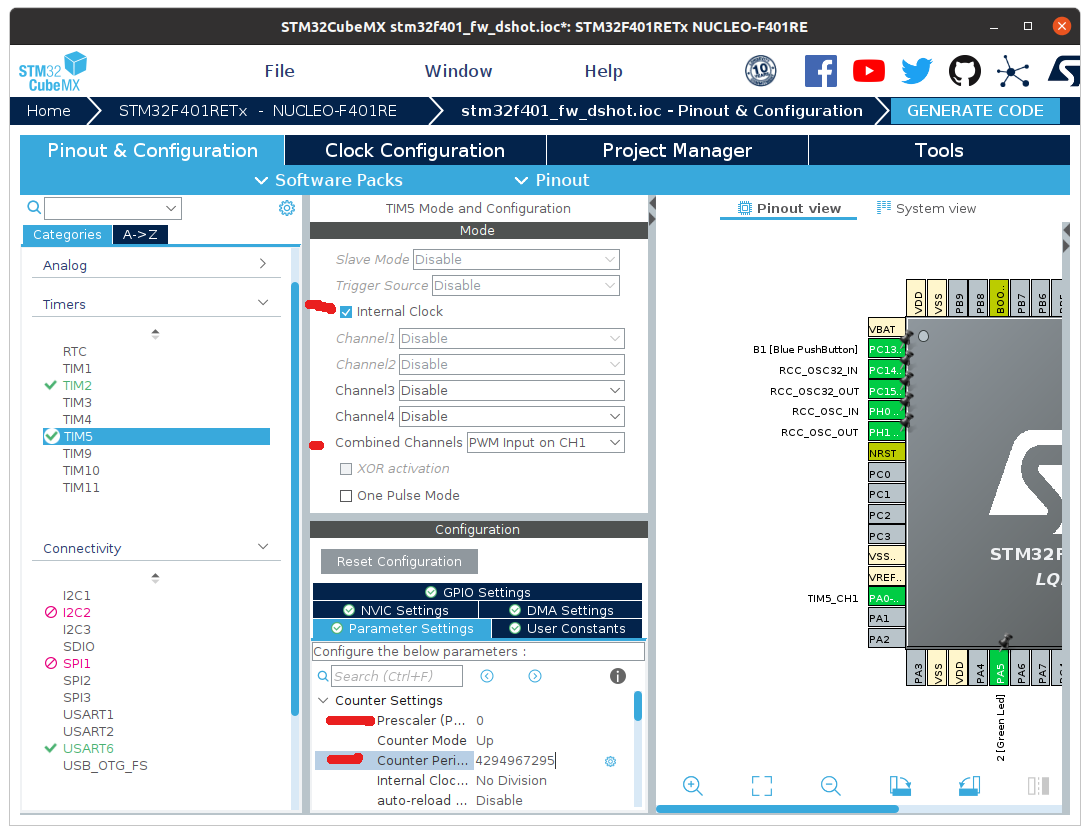 STM32CubeMX stm32f401_fw_dshot.ioc*: STM32F401RETx NUCLEO-F401RE
STM32
CubeMX
File Window Help
10 YEARS
Home STM32F401RETx - NUCLEO-F401RE stm32f401_fw_dshot.ioc - Pinout & Configuration GENERATE CODE
Pinout & Configuration Clock Configuration Project Manager Tools
Software Packs Pinout
Categories A->Z
Analog
Timers
RTC
TIM1
TIM2
TIM3
TIM4
TIM5
TIM9
TIM10
TIM11
Connectivity
I2C1
I2C2
I2C3
SDIO
SPI1
SPI2
SPI3
USART1
USART2
USART6
USB_OTG_FS
TIM5 Mode and Configuration
Mode
Slave Mode Disable
Trigger Source Disable
Internal Clock
Channel1 Disable
Channel2 Disable
Channel3 Disable
Channel4 Disable
Combined Channels PWM Input on CH1
XOR activation
One Pulse Mode
Configuration
Reset Configuration
GPIO Settings
NVIC Settings DMA Settings
Parameter Settings User Constants
Configure the below parameters :
Search (Ctrl+F)
Counter Settings
Prescaler (P... 0
Counter Mode Up
Counter Peri... 4294967295
Internal Cloc... No Division
auto-reload ... Disable
Pinout view System view
VDD VSS PB9 PB8 BOO.. PB7 PB6
VBAT
B1 [Blue PushButton] PC13..
RCC_OSC32_IN PC14..
RCC_OSC32_OUT PC15..
RCC_OSC_IN PH0 ..
RCC_OSC_OUT PH1 ..
NRST
PC0
PC1
PC2
PC3
VSS..
VREF..
TIM5_CH1 PA0-..
PA1
PA2
STM32F
LQ
PA3 VSS VDD PA4 PA5 PA6 PA7
2 [Green Led]